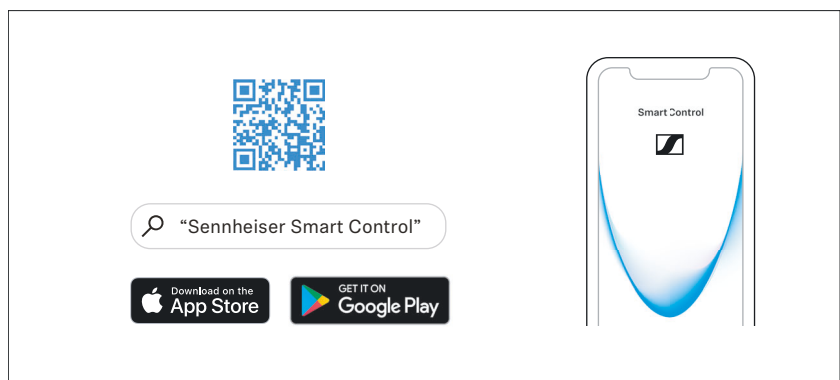 “Sennheiser Smart Control”
Download on the
App Store
GET IT ON
Google Play
Smart Control